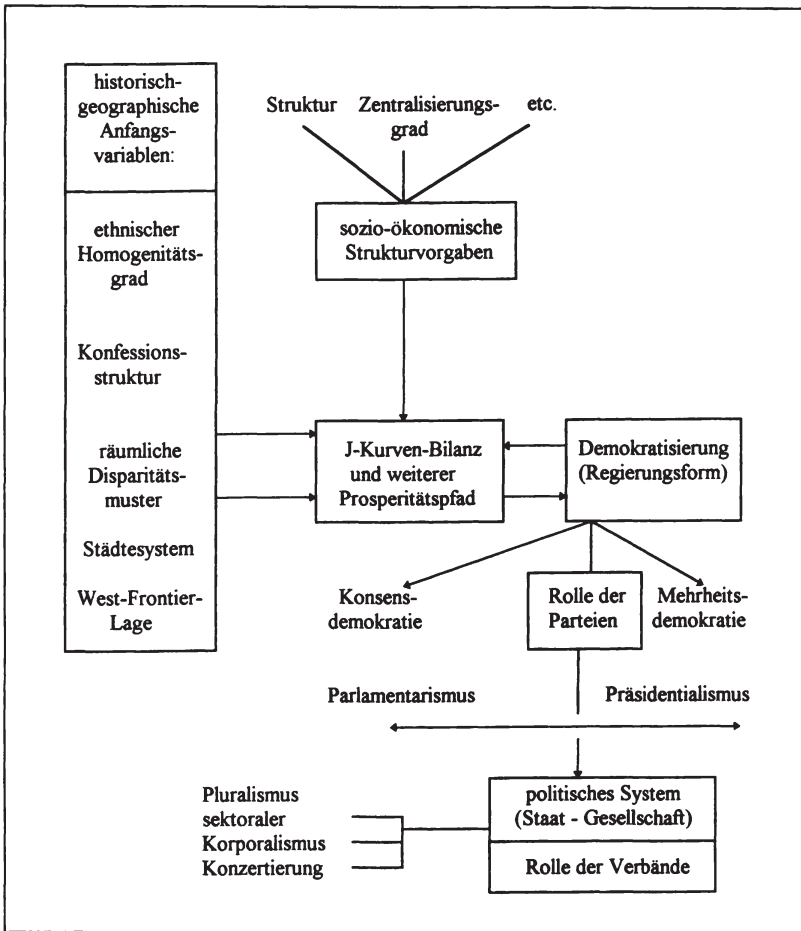 historisch-
geographische
Anfangs-
variablen:
ethnischer
Homogenitäts-
grad
Konfessions-
struktur
räumliche
Disparitäts-
muster
Städtesystem
West-Frontier-
Lage
Struktur Zentralisierungs- etc.
grad
sozio-ökonomische
Strukturvorgaben
J-Kurven-Bilanz
und weiterer
Prosperitätspfad
Demokratisierung
(Regierungsform)
Konsens-
demokratie
Rolle der
Parteien
Mehrheits-
demokratie
Parlamentarismus
Präsidentialismus
politisches System
(Staat - Gesellschaft)
Rolle der Verbände
Pluralismus
sektoraler
Korporalismus
Konzertierung